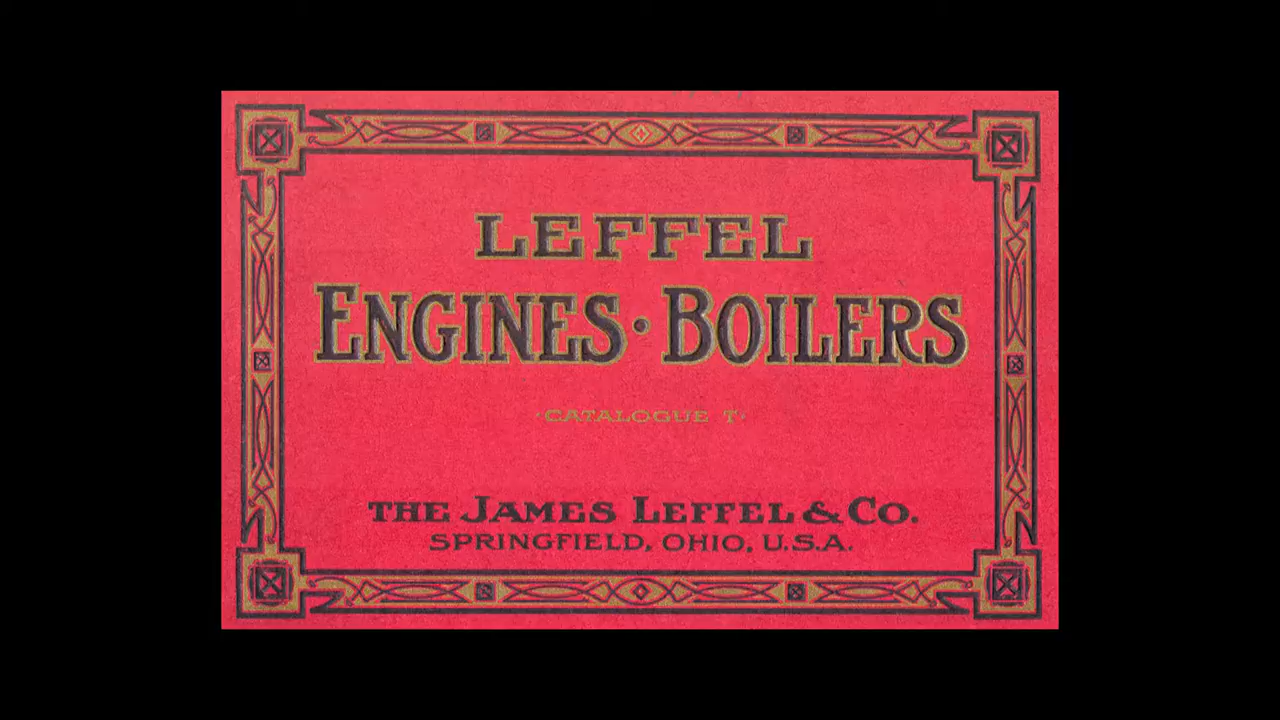 LEFFEL
ENGINES · BOILERS
·CATALOGUE T·
THE JAMES LEFFEL & CO.
SPRINGFIELD, OHIO, U.S.A.